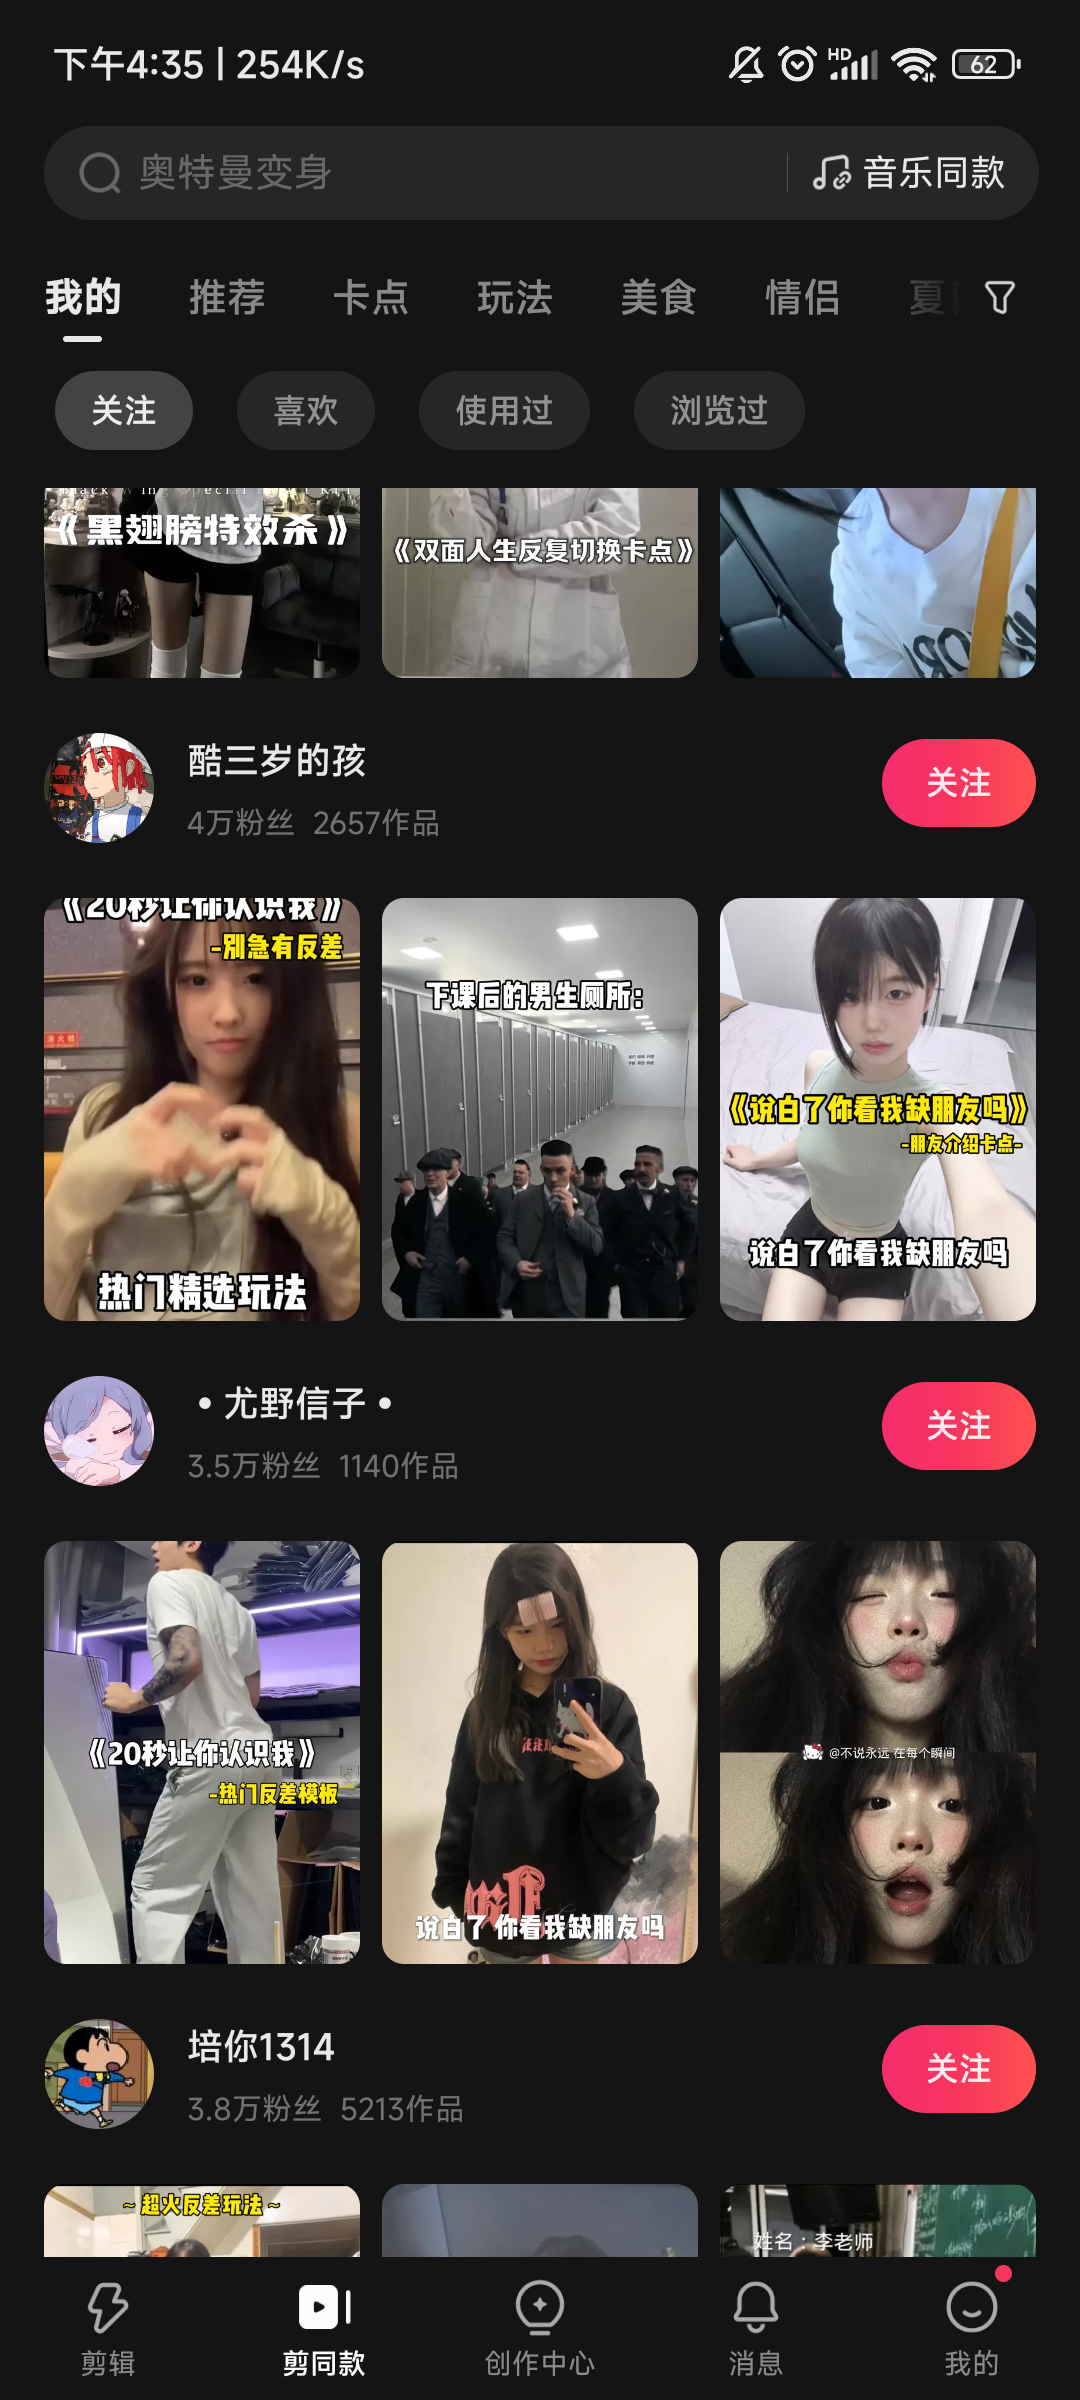 下午4:35 | 254K/s
HD
62
奥特曼变身
音乐同款
我的 推荐 卡点 玩法 美食 情侣 夏
关注 喜欢 使用过 浏览过
《黑翅膀特效杀》
《双面人生反复切换卡点》
酷三岁的孩
4万粉丝 2657作品
关注
《20秒让你认识我》
-别急有反差
热门精选玩法
下课后的男生厕所:
《说白了你看我缺朋友吗》
-朋友介绍卡点-
说白了你看我缺朋友吗
•尤野信子•
3.5万粉丝 1140作品
关注
《20秒让你认识我》
-热门反差模板
说白了 你看我缺朋友吗
@不说永远 在每个瞬间
培你1314
3.8万粉丝 5213作品
关注
~超火反差玩法~
姓名：李老师
剪辑 剪同款 创作中心 消息 我的